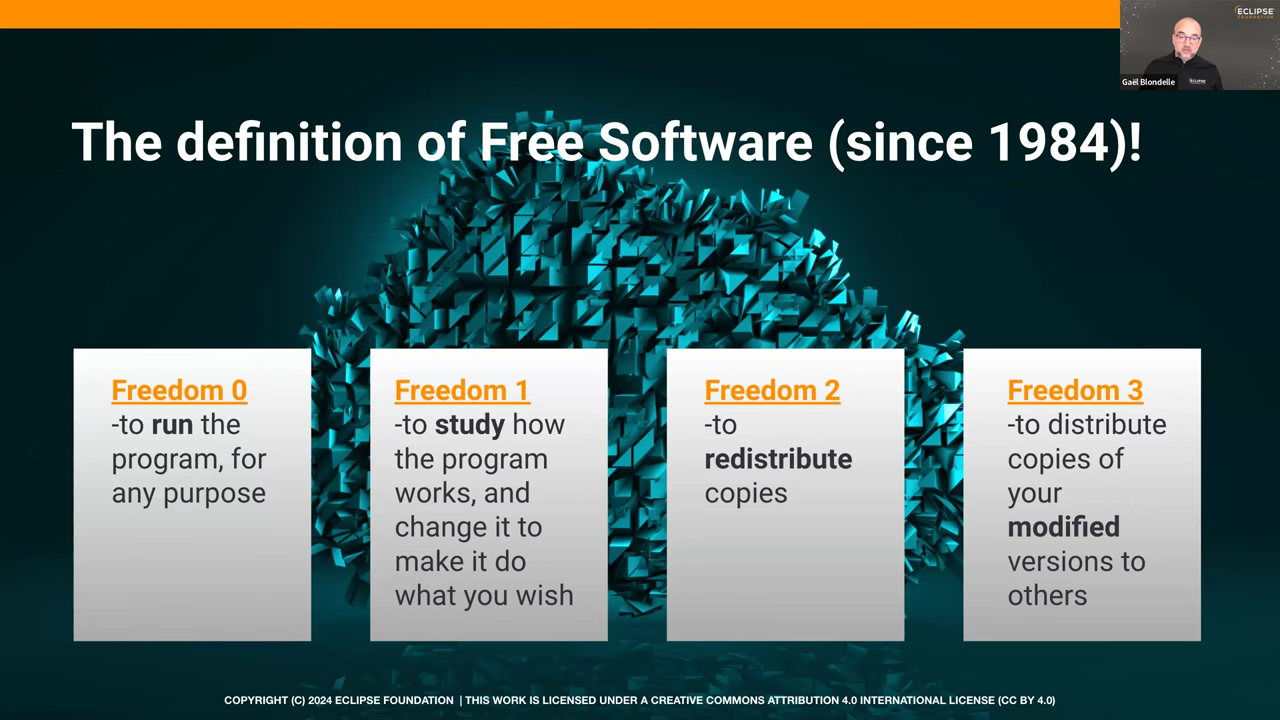 ECLIPSE
FOUNDATION
Gaël Blondelle
The definition of Free Software (since 1984)!
Freedom 0
-to run the
program, for
any purpose
Freedom 1
-to study how
the program
works, and
change it to
make it do
what you wish
Freedom 2
-to
redistribute
copies
Freedom 3
-to distribute
copies of
your
modified
versions to
others
COPYRIGHT (C) 2024 ECLIPSE FOUNDATION | THIS WORK IS LICENSED UNDER A CREATIVE COMMONS ATTRIBUTION 4.0 INTERNATIONAL LICENSE (CC BY 4.0)